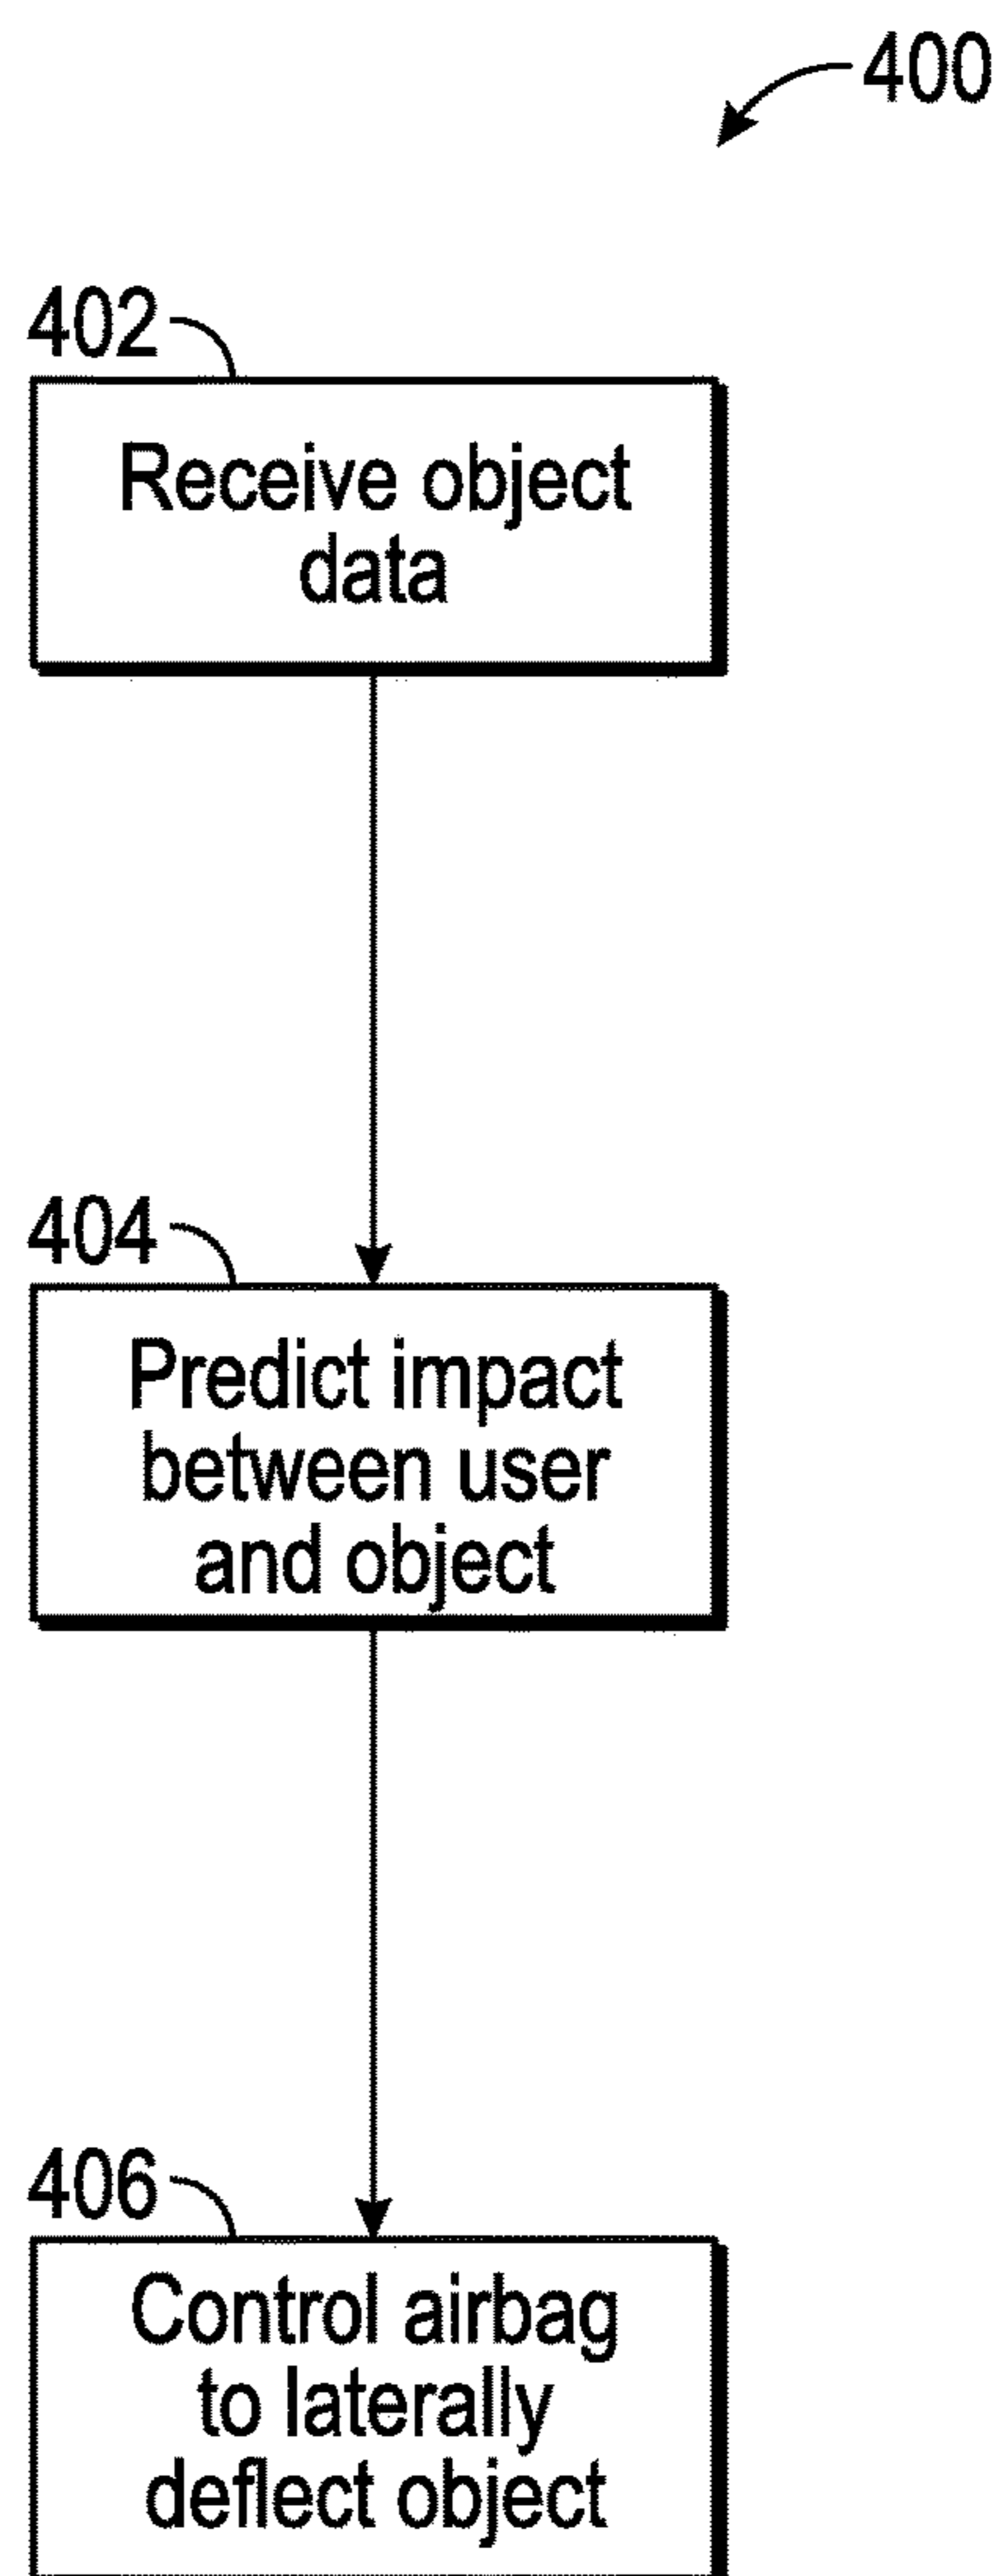 400
402
Receive object
data
404
Predict impact
between user
and object
406
Control airbag
to laterally
deflect object